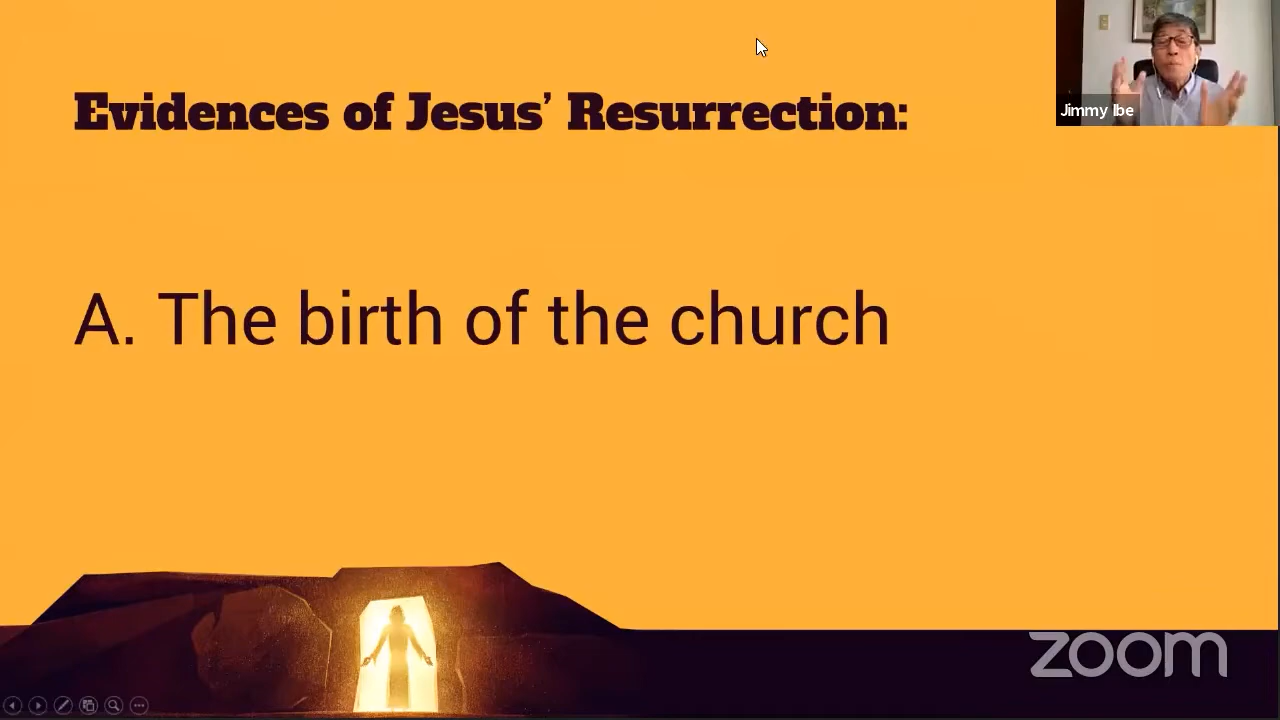 Evidences of Jesus’ Resurrection:
Jimmy Ibe
A. The birth of the church
zoom